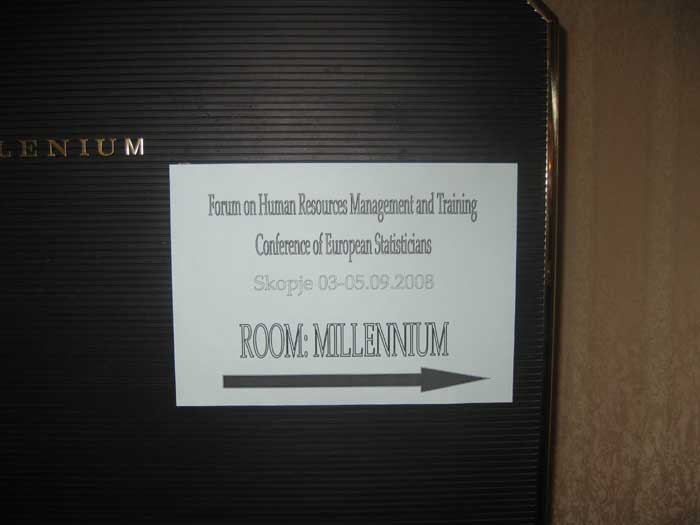 LENIUM
Forum on Human Resources Management and Training
Conference of European Statisticians
Skopje 03-05.09.2008
ROOM: MILLENNIUM